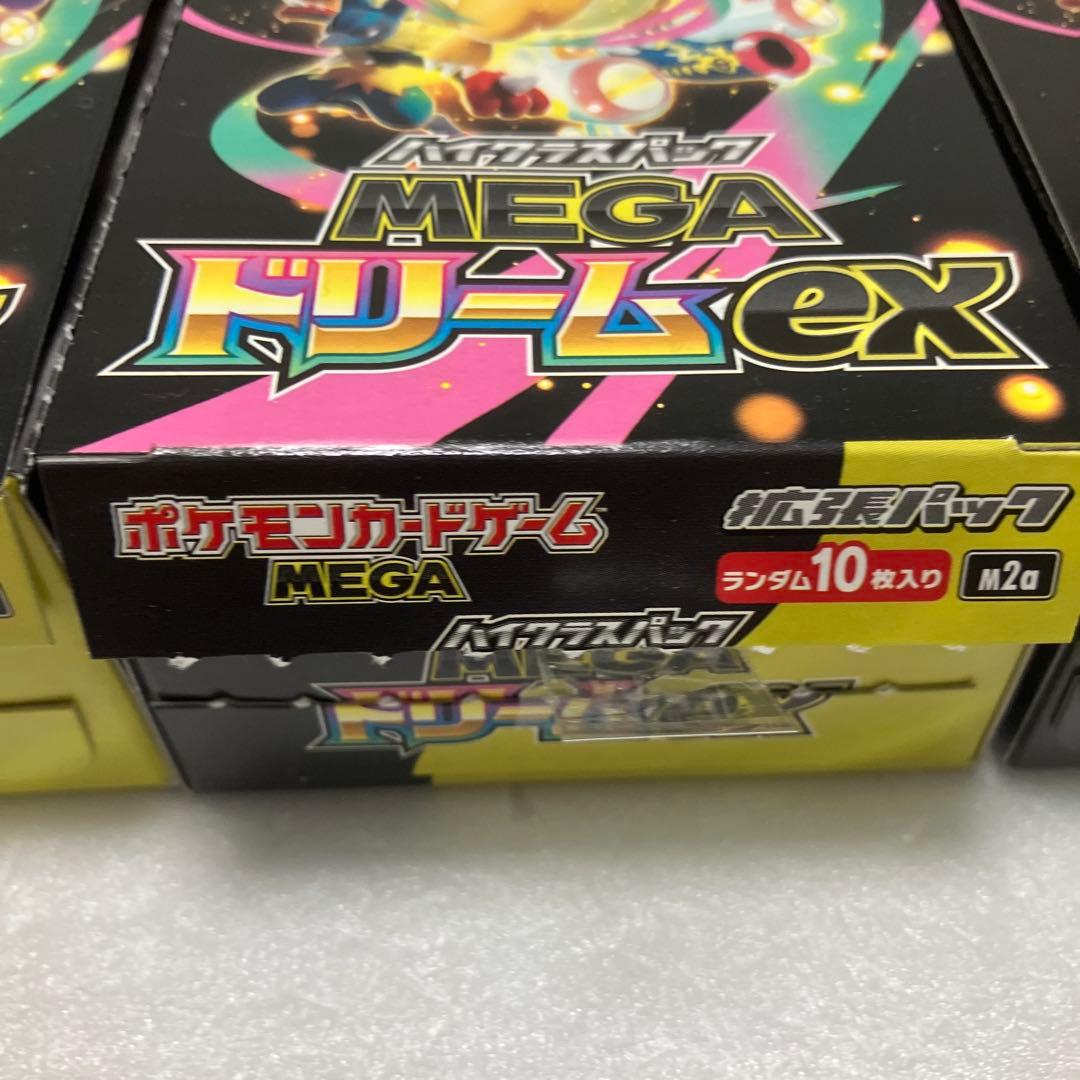 ハイクラスパック
MEGA
ドリームex
ポケモンカードゲーム
MEGA
拡張パック
ランダム10枚入り
M2a
ハイクラスパック
MEGA